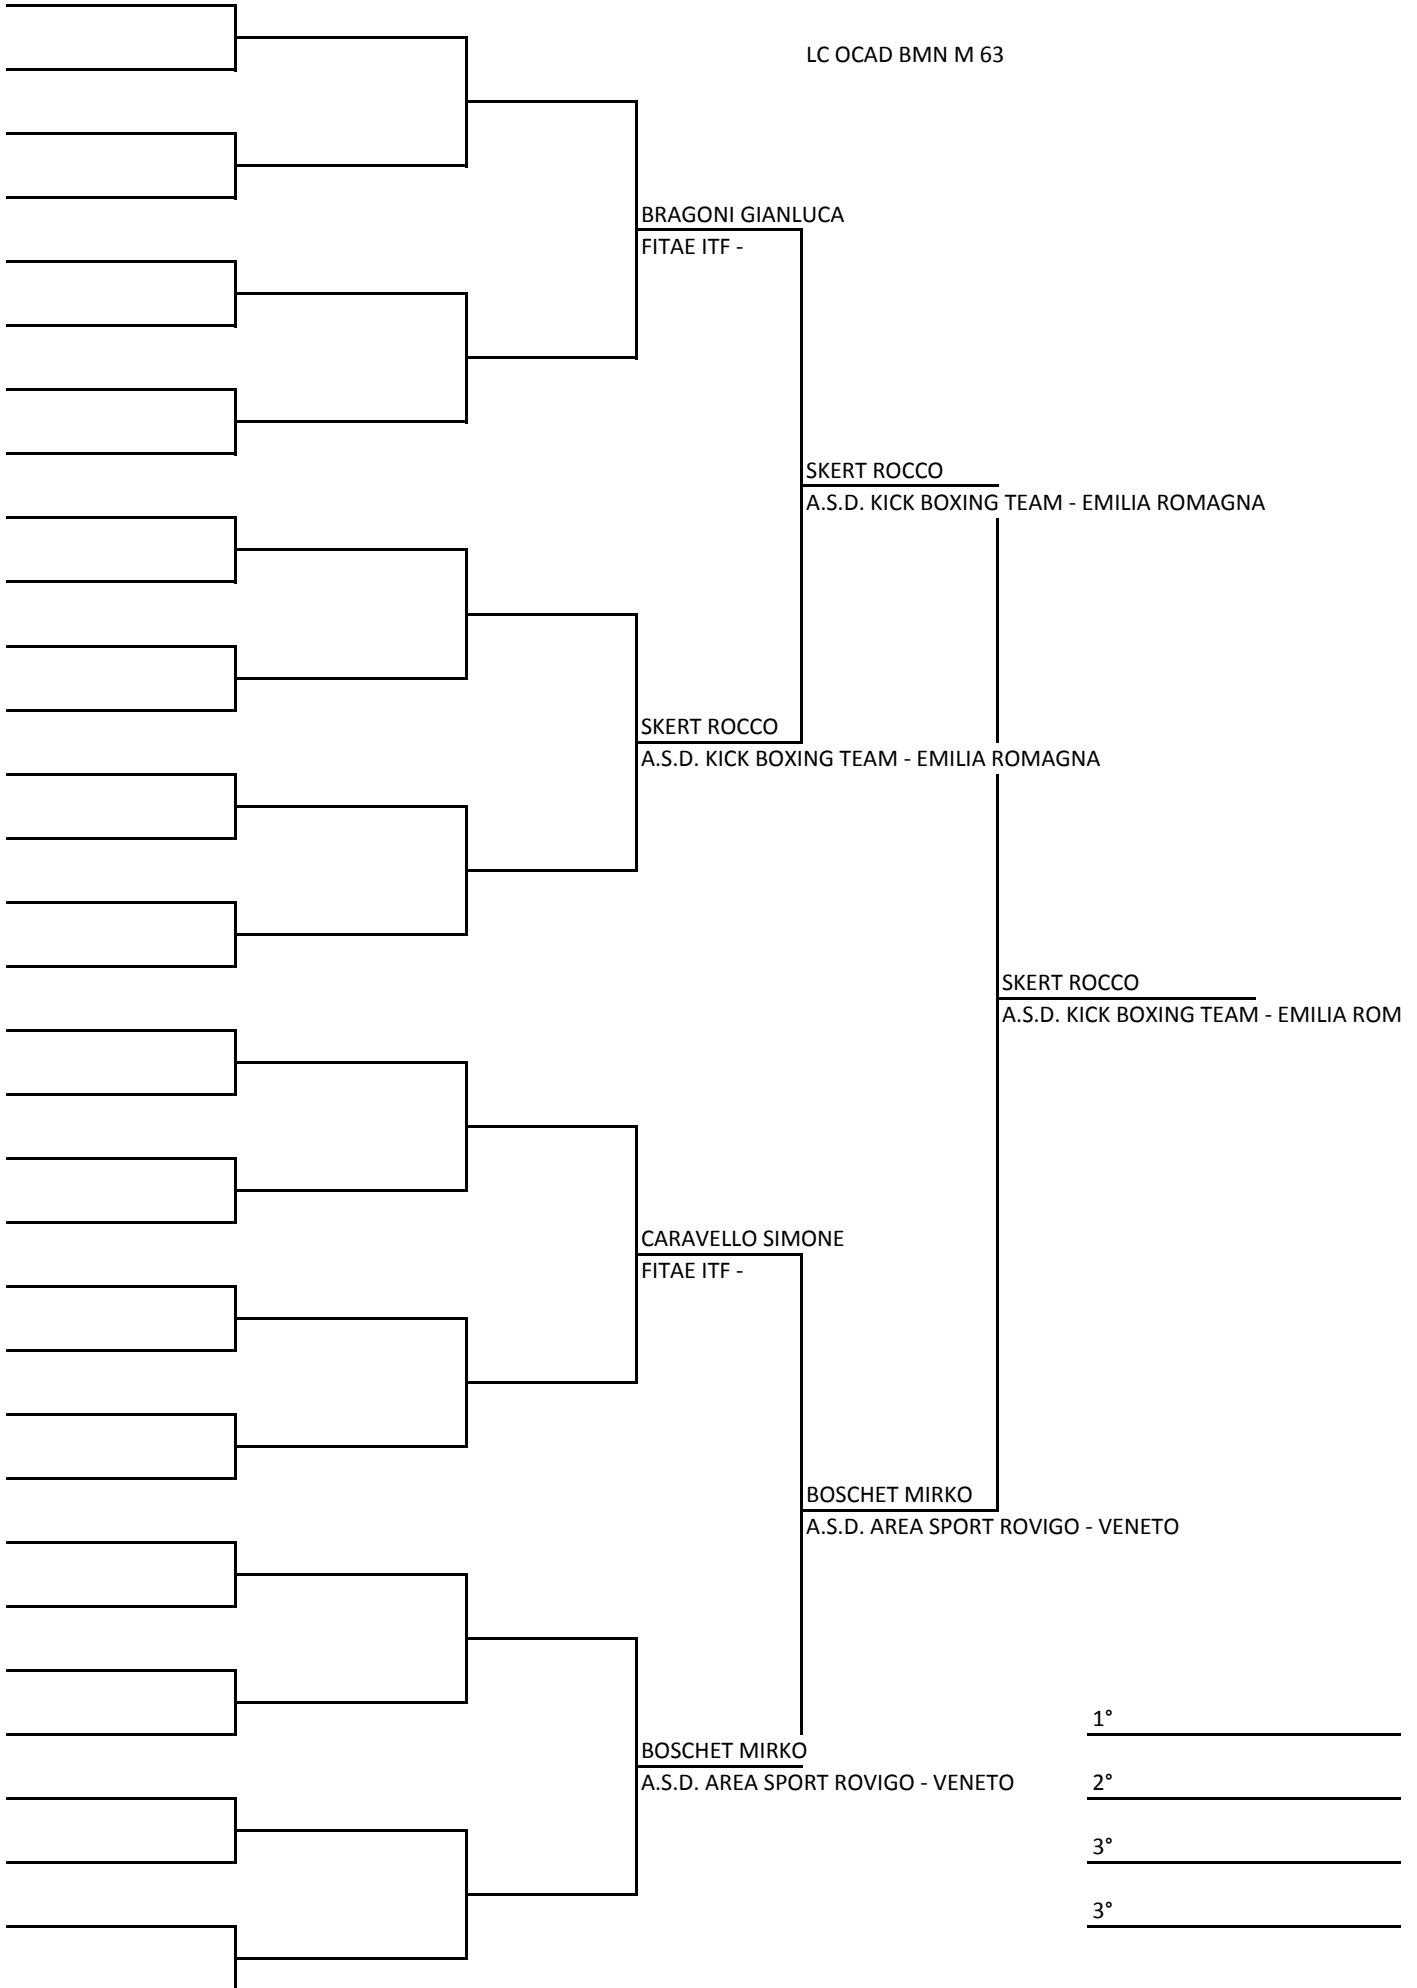 LC OCAD BMN M 63
BRAGONI GIANLUCA
FITAE ITF -
SKERT ROCCO
A.S.D. KICK BOXING TEAM - EMILIA ROMAGNA
SKERT ROCCO
A.S.D. KICK BOXING TEAM - EMILIA ROMAGNA
SKERT ROCCO
A.S.D. KICK BOXING TEAM - EMILIA ROM
CARAVELLO SIMONE
FITAE ITF -
BOSCHET MIRKO
A.S.D. AREA SPORT ROVIGO - VENETO
1°
BOSCHET MIRKO
A.S.D. AREA SPORT ROVIGO - VENETO
2°
3°
3°